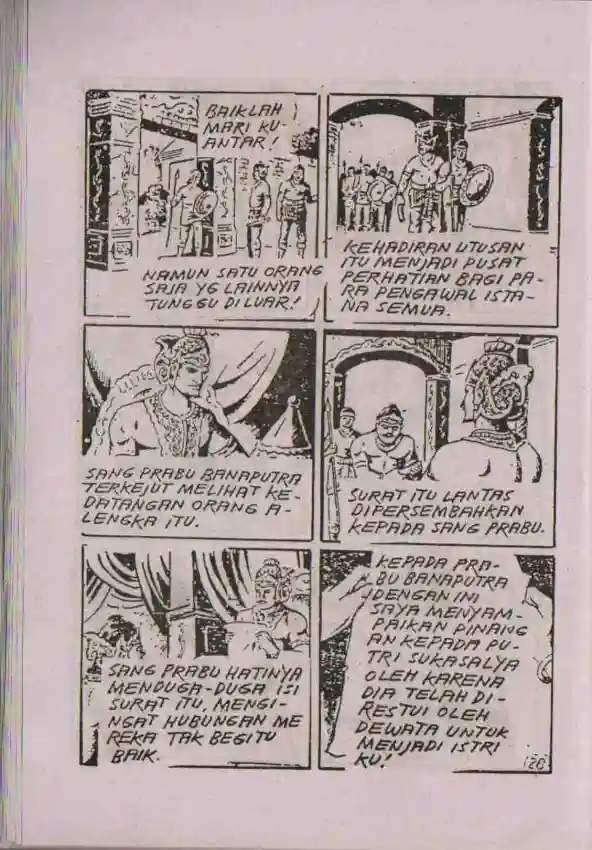 BAIKLAH
MARI KU-
ANTAR!
NAMUN SATU ORANG
SAJA YG LAINNYA
TUNGGU DI LUAR!
KEHADIRAN UTUSAN
ITU MENJADI PUSAT
PERHATIAN BAGI PA-
RA PENGAWAL ISTA-
NA SEMUA.
SANG PRABU BANAPUTRA
TERKEJUT MELIHAT KE-
DATANGAN ORANG A-
LENGKA ITU.
SURAT ITU LANTAS
DIPERSEMBAHKAN
KEPADA SANG PRABU.
SANG PRABU HATINYA
MENDUGA-DUGA ISI
SURAT ITU, MENGI-
NGAT HUBUNGAN ME
REKA TAK BEGITU
BAIK.
KEPADA PRA-
BU BANAPUTRA
DENGAN INI
SAYA MENYAM-
PAIKAN PINANG
AN KEPADA PU-
TRI SUKASALYA
OLEH KARENA
DIA TELAH DI-
RESTUI OLEH
DEWATA UNTUK
MENJADI ISTRI
KU!
28